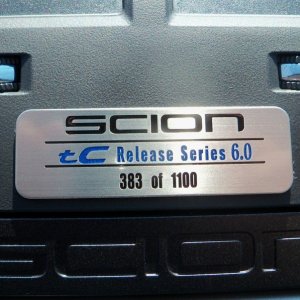 SCION
tC Release Series 6.0
383 of 1100
SCION